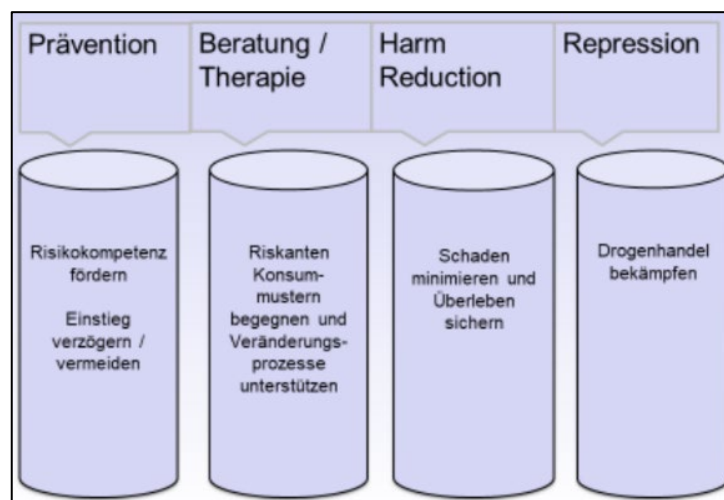 Prävention
Beratung /
Therapie
Harm
Reduction
Repression
Risikokompetenz
fördern
Einstieg
verzögern /
vermeiden
Riskanten
Konsum-
mustern
begegnen und
Veränderungs-
prozesse
unterstützen
Schaden
minimieren und
Überleben
sichern
Drogenhandel
bekämpfen